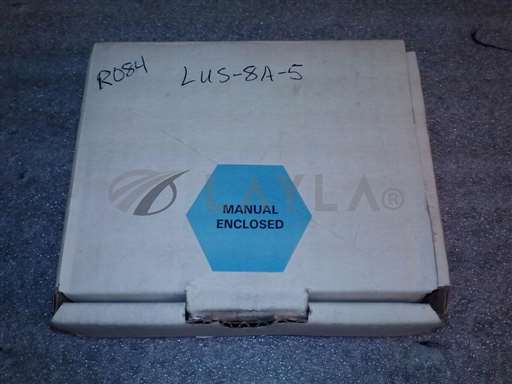 R084
LUS-8A-5
LAYLA®
MANUAL
ENCLOSED